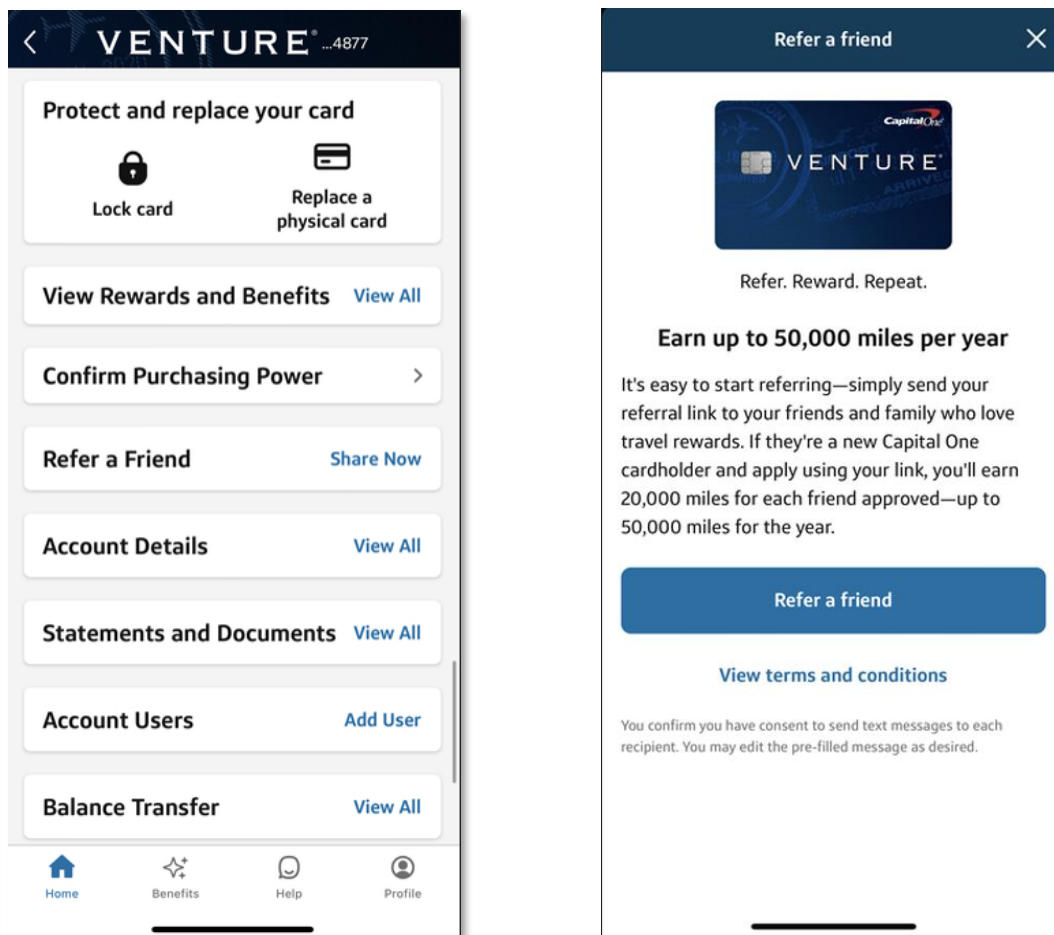 VENTURE® ...4877
Protect and replace your card
Lock card
Replace a
physical card
View Rewards and Benefits View All
Confirm Purchasing Power
Refer a Friend Share Now
Account Details View All
Statements and Documents View All
Account Users Add User
Balance Transfer View All
Home Benefits Help Profile
Refer a friend
Capital One
VENTURE®
Refer. Reward. Repeat.
Earn up to 50,000 miles per year
It's easy to start referring—simply send your
referral link to your friends and family who love
travel rewards. If they're a new Capital One
cardholder and apply using your link, you'll earn
20,000 miles for each friend approved—up to
50,000 miles for the year.
Refer a friend
View terms and conditions
You confirm you have consent to send text messages to each
recipient. You may edit the pre-filled message as desired.